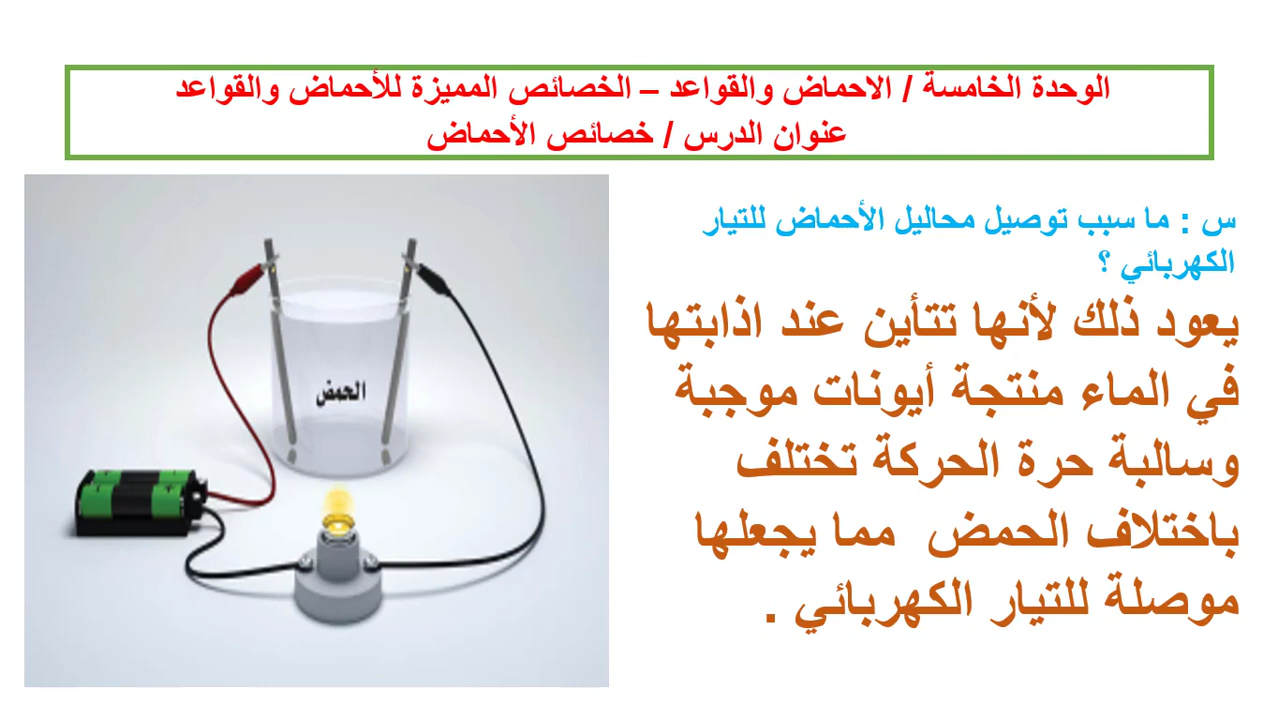 الوحدة الخامسة / الاحماض والقواعد – الخصائص المميزة للأحماض والقواعد
عنوان الدرس / خصائص الأحماض
س : ما سبب توصيل محاليل الأحماض للتيار
الكهربائي ؟
يعود ذلك لأنها تتأين عند اذابتها
في الماء منتجة أيونات موجبة
وسالبة حرة الحركة تختلف
باختلاف الحمض مما يجعلها
موصلة للتيار الكهربائي .
الحمض